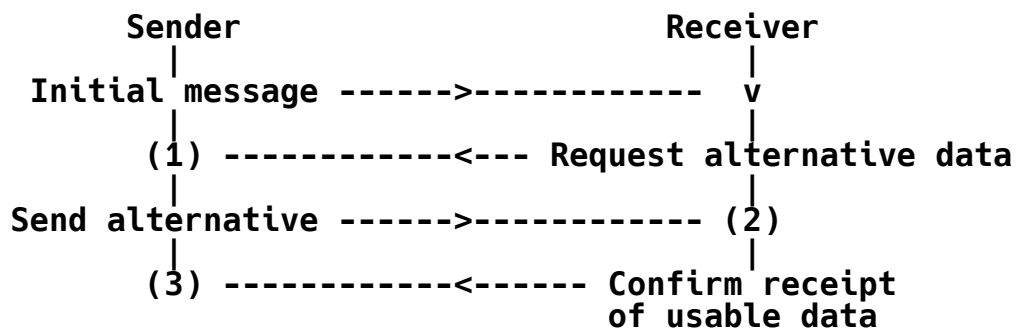 Sender Receiver
| |
Initial message ------>------------ v
| |
(1) ------------<--- Request alternative data
| |
Send alternative ------>------------ (2)
| |
(3) ------------<------ Confirm receipt
of usable data